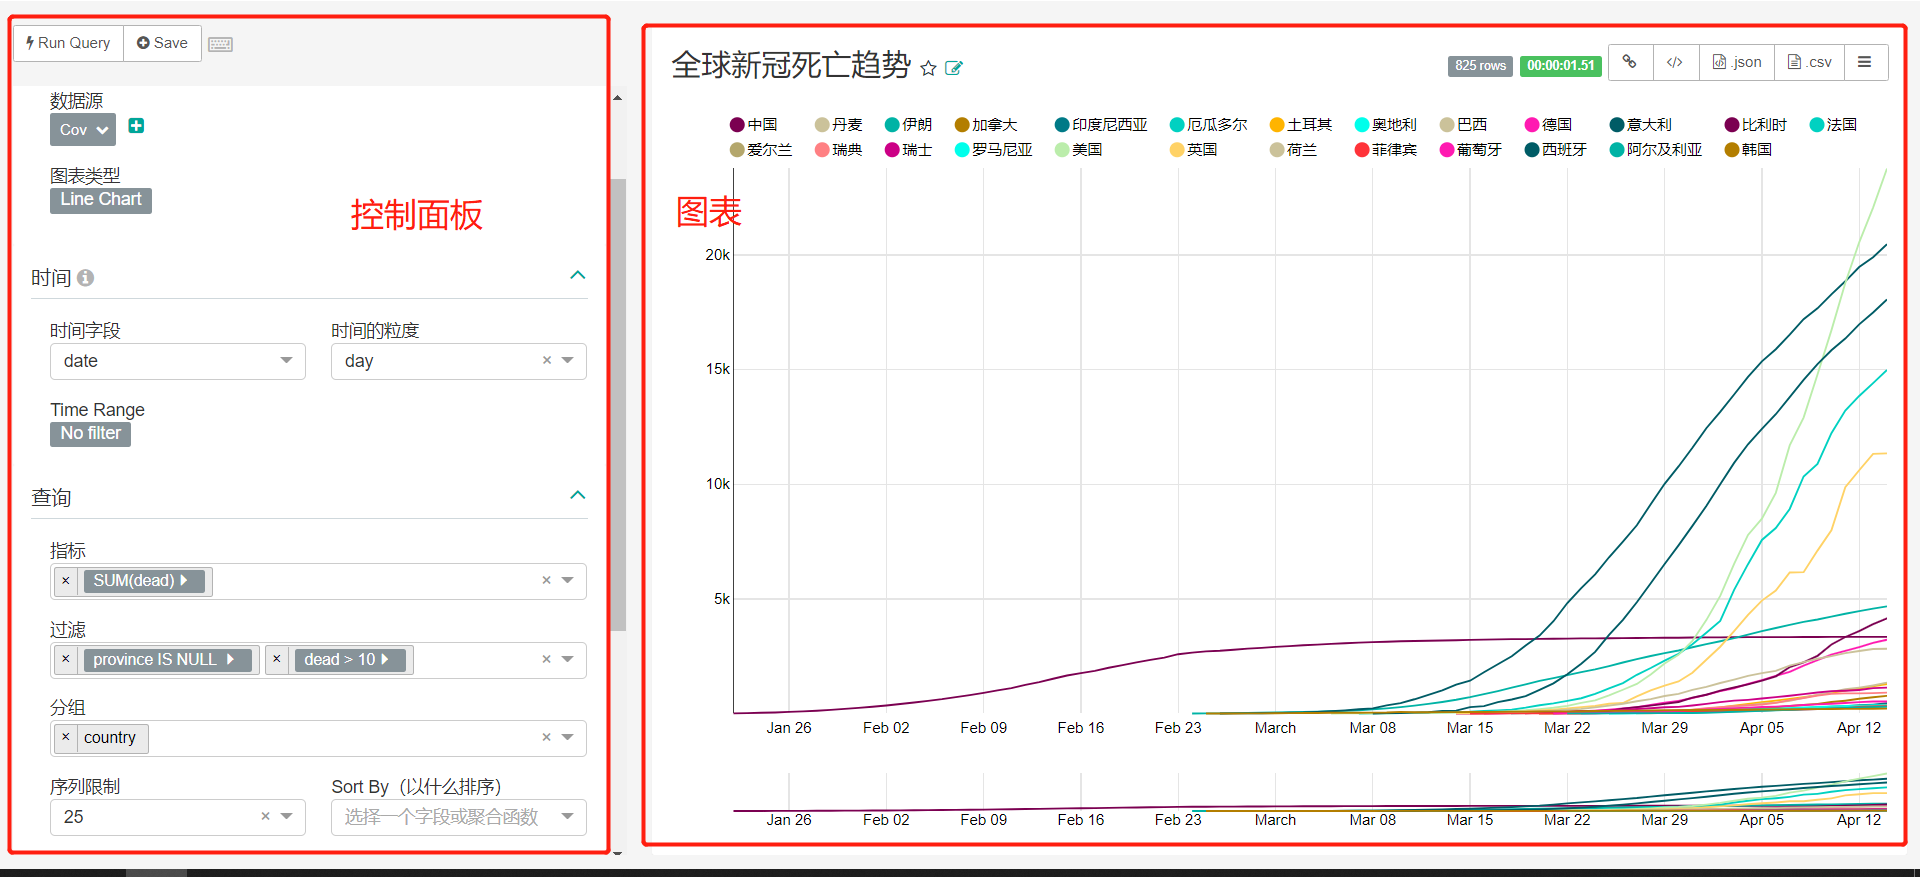 Run Query Save
数据源
Cov
图表类型
Line Chart
控制面板
时间
时间字段 时间的粒度
date day
Time Range
No filter
查询
指标
SUM(dead)
过滤
province IS NULL dead > 10
分组
country
序列限制 Sort By（以什么排序）
25 选择一个字段或聚合函数
全球新冠死亡趋势 825 rows 00:00:01.51 .json .csv
中国 丹麦 伊朗 加拿大 印度尼西亚 厄瓜多尔 土耳其 奥地利 巴西 德国 意大利 比利时 法国
爱尔兰 瑞典 瑞士 罗马尼亚 美国 英国 荷兰 菲律宾 葡萄牙 西班牙 阿尔及利亚 韩国
图表
20k
15k
10k
5k
Jan 26 Feb 02 Feb 09 Feb 16 Feb 23 March Mar 08 Mar 15 Mar 22 Mar 29 Apr 05 Apr 12
Jan 26 Feb 02 Feb 09 Feb 16 Feb 23 March Mar 08 Mar 15 Mar 22 Mar 29 Apr 05 Apr 12